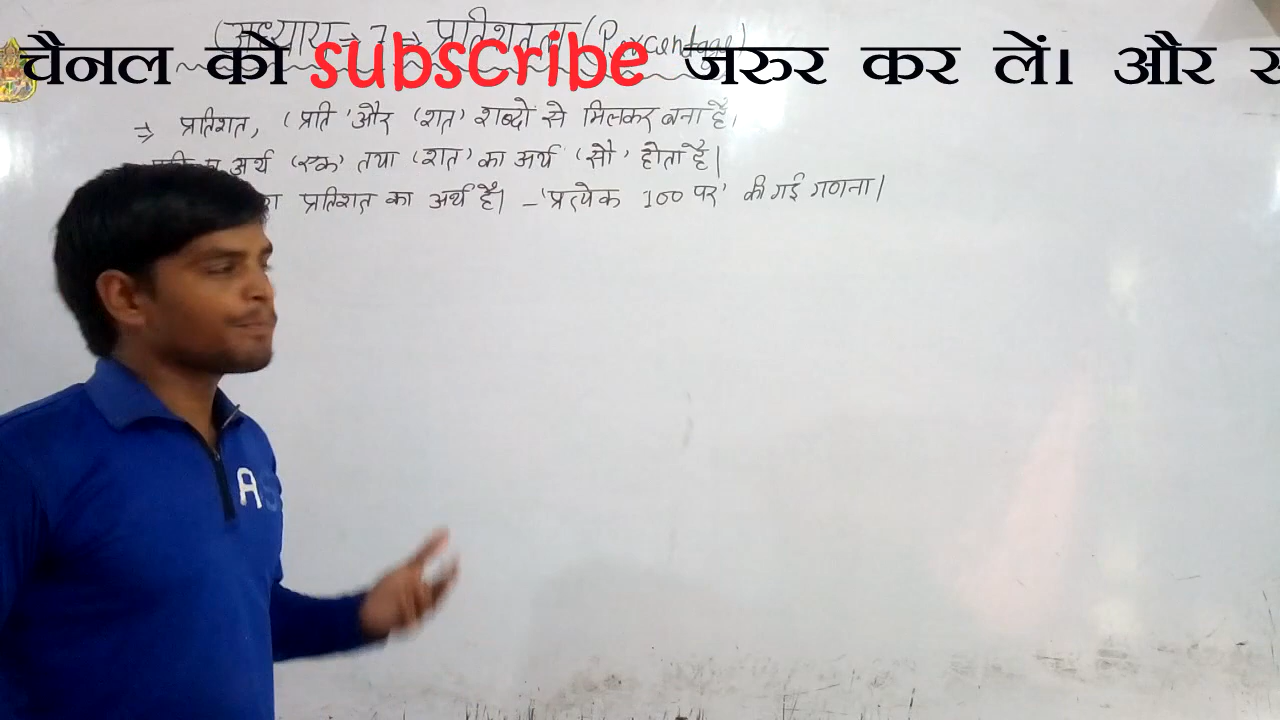 (अध्याय → 7 → प्रतिशतता (Percentage)
चैनल को subscribe जरुर कर लें। और
⇒ प्रतिशत, 'प्रति' और 'शत' शब्दों से मिलकर बना है।
अर्थ 'एक' तथा 'शत' का अर्थ 'सौ' होता है|
प्रतिशत का अर्थ है। – 'प्रत्येक 100 पर' की गई गणना|
A